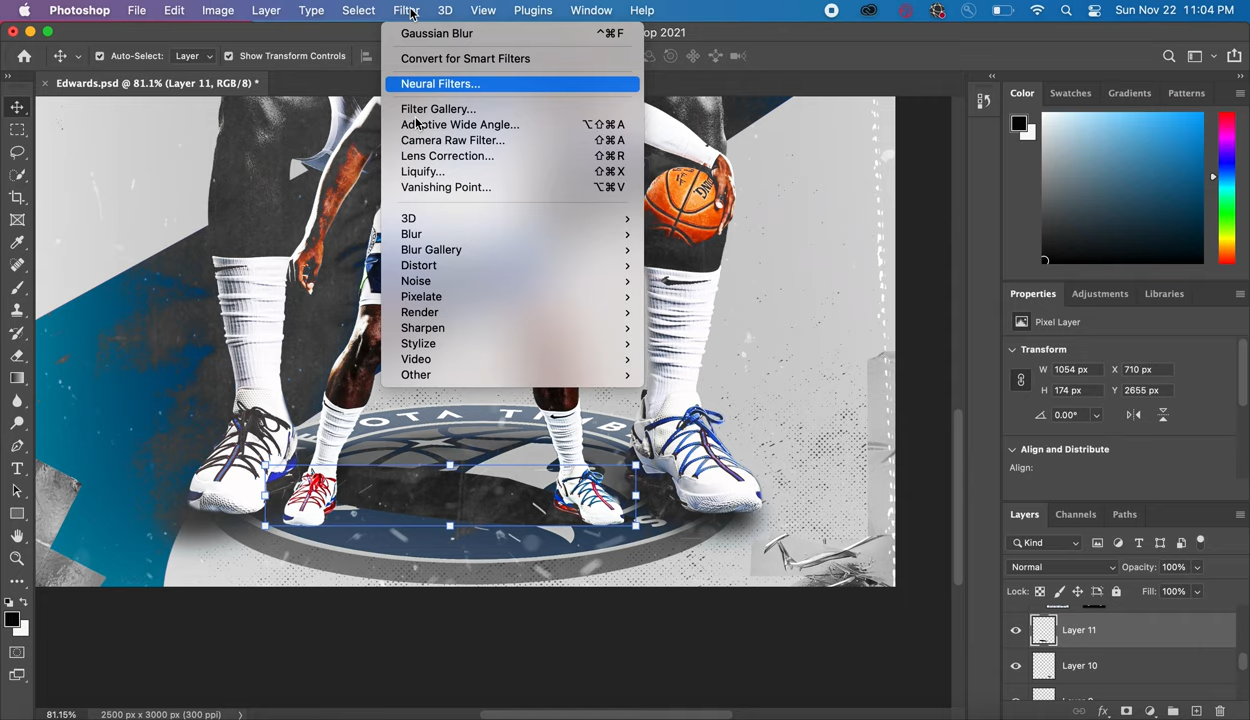 Photoshop File Edit Image Layer Type Select Filter 3D View Plugins Window Help Sun Nov 22 11:04 PM
Auto-Select: Layer Show Transform Controls op 2021
Edwards.psd @ 81.1% (Layer 11, RGB/8) *
Gaussian Blur ⌃⌘F
Convert for Smart Filters
Neural Filters...
Filter Gallery...
Adaptive Wide Angle... ⌥⇧⌘A
Camera Raw Filter... ⇧⌘A
Lens Correction... ⇧⌘R
Liquify... ⇧⌘X
Vanishing Point... ⌥⌘V
3D
Blur
Blur Gallery
Distort
Noise
Pixelate
Render
Sharpen
Stylize
Video
Other
OTA TIMB
S
Color Swatches Gradients Patterns
Properties Adjustments Libraries
Pixel Layer
Transform
W 1054 px X 710 px
H 174 px Y 2655 px
0.00°
Align and Distribute
Align:
Layers Channels Paths
Kind
Normal Opacity: 100%
Lock: Fill: 100%
Layer 11
Layer 10
81.15% 2500 px x 3000 px (300 ppi)